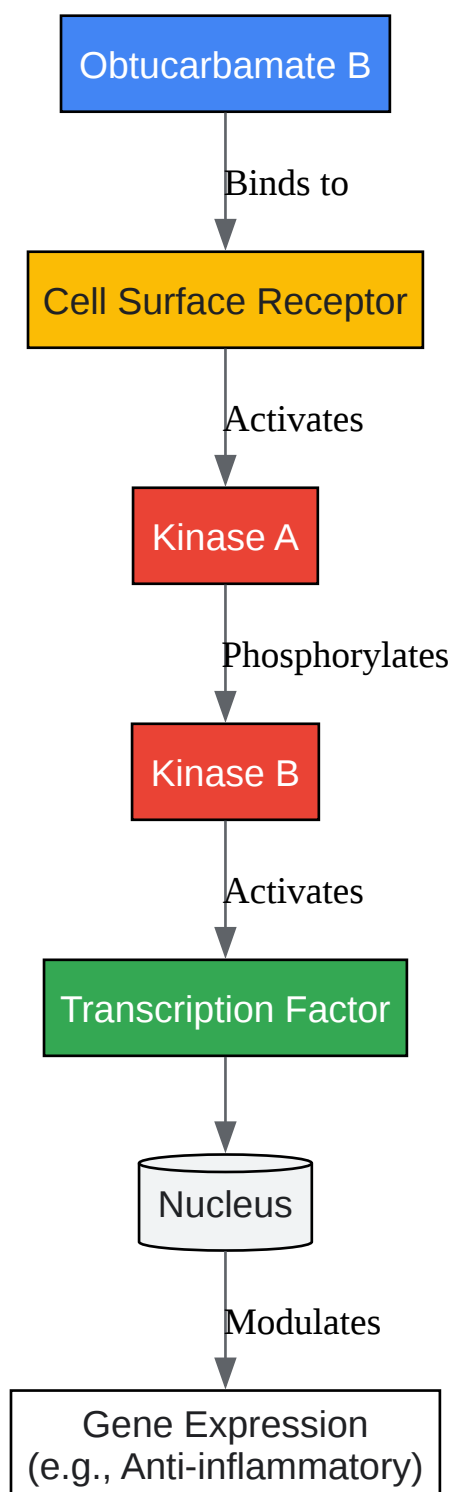 Obtucarbamate B
Binds to
Cell Surface Receptor
Activates
Kinase A
Phosphorylates
Kinase B
Activates
Transcription Factor
Nucleus
Modulates
Gene Expression
(e.g., Anti-inflammatory)